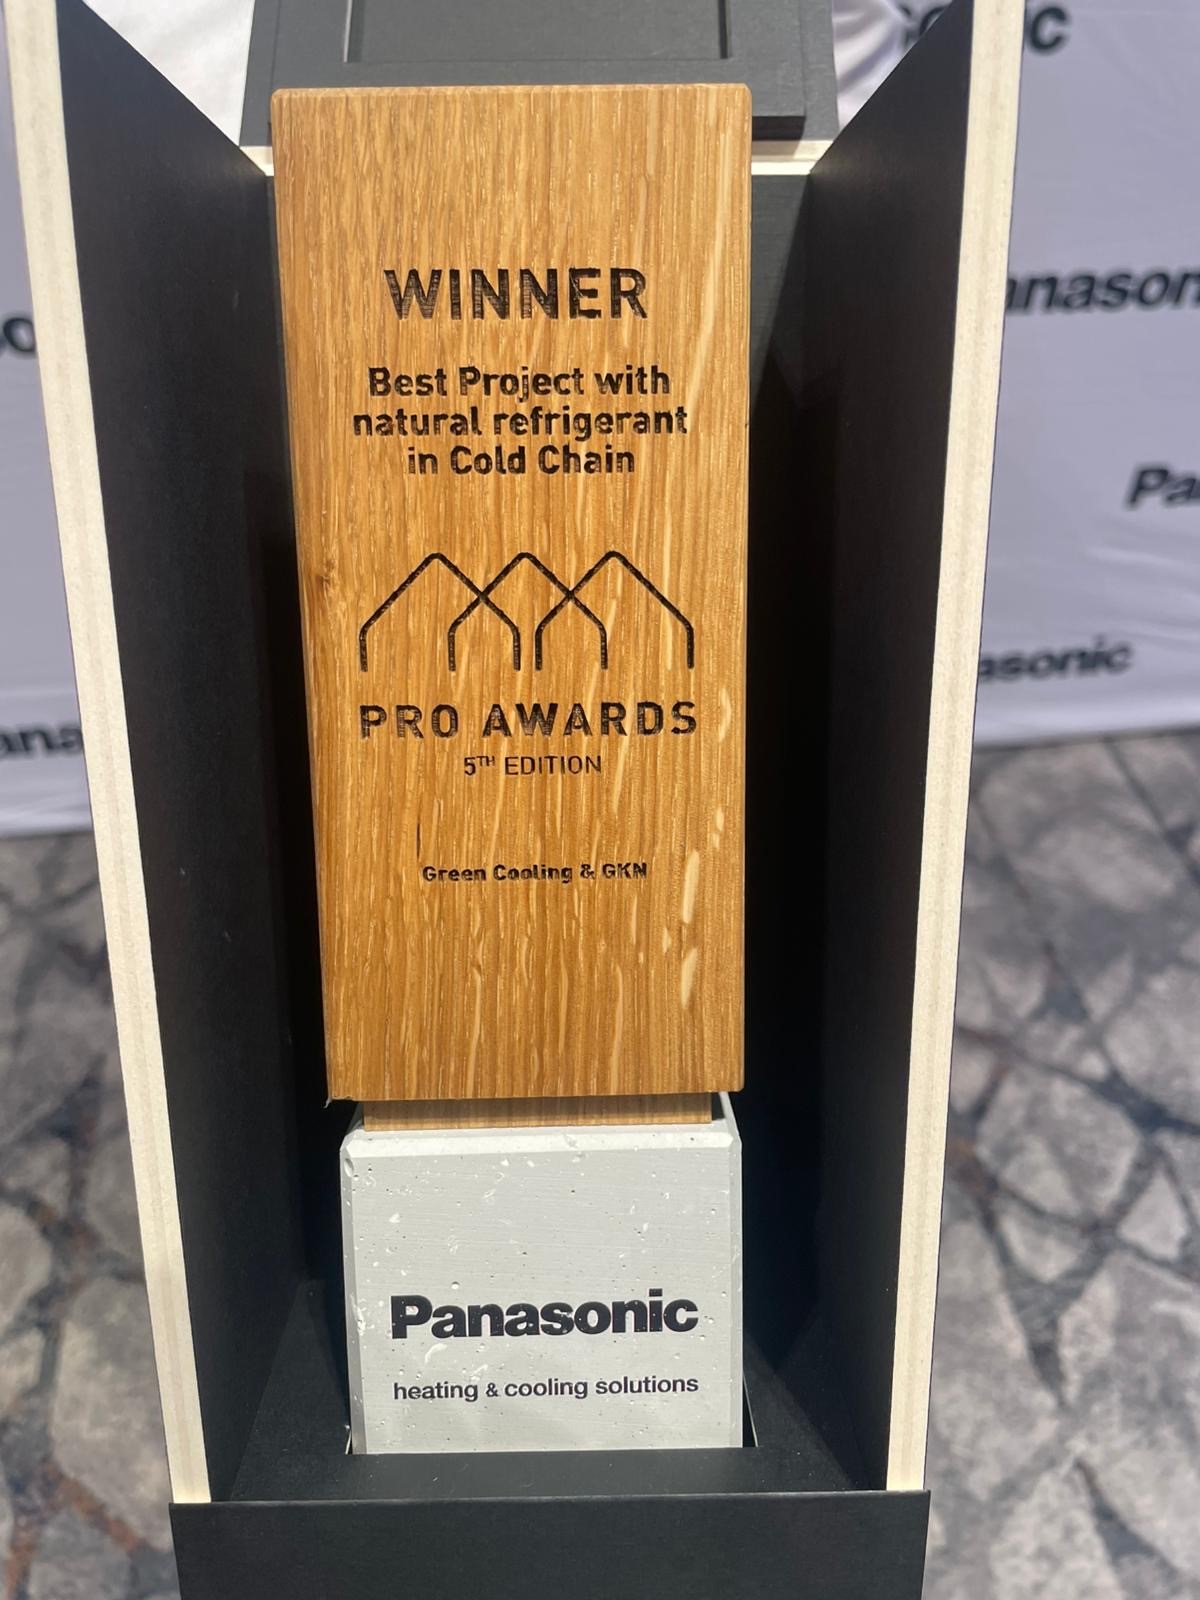 WINNER
Best Project with
natural refrigerant
in Cold Chain
PRO AWARDS
5TH EDITION
Green Cooling & GKN
Panasonic
heating & cooling solutions